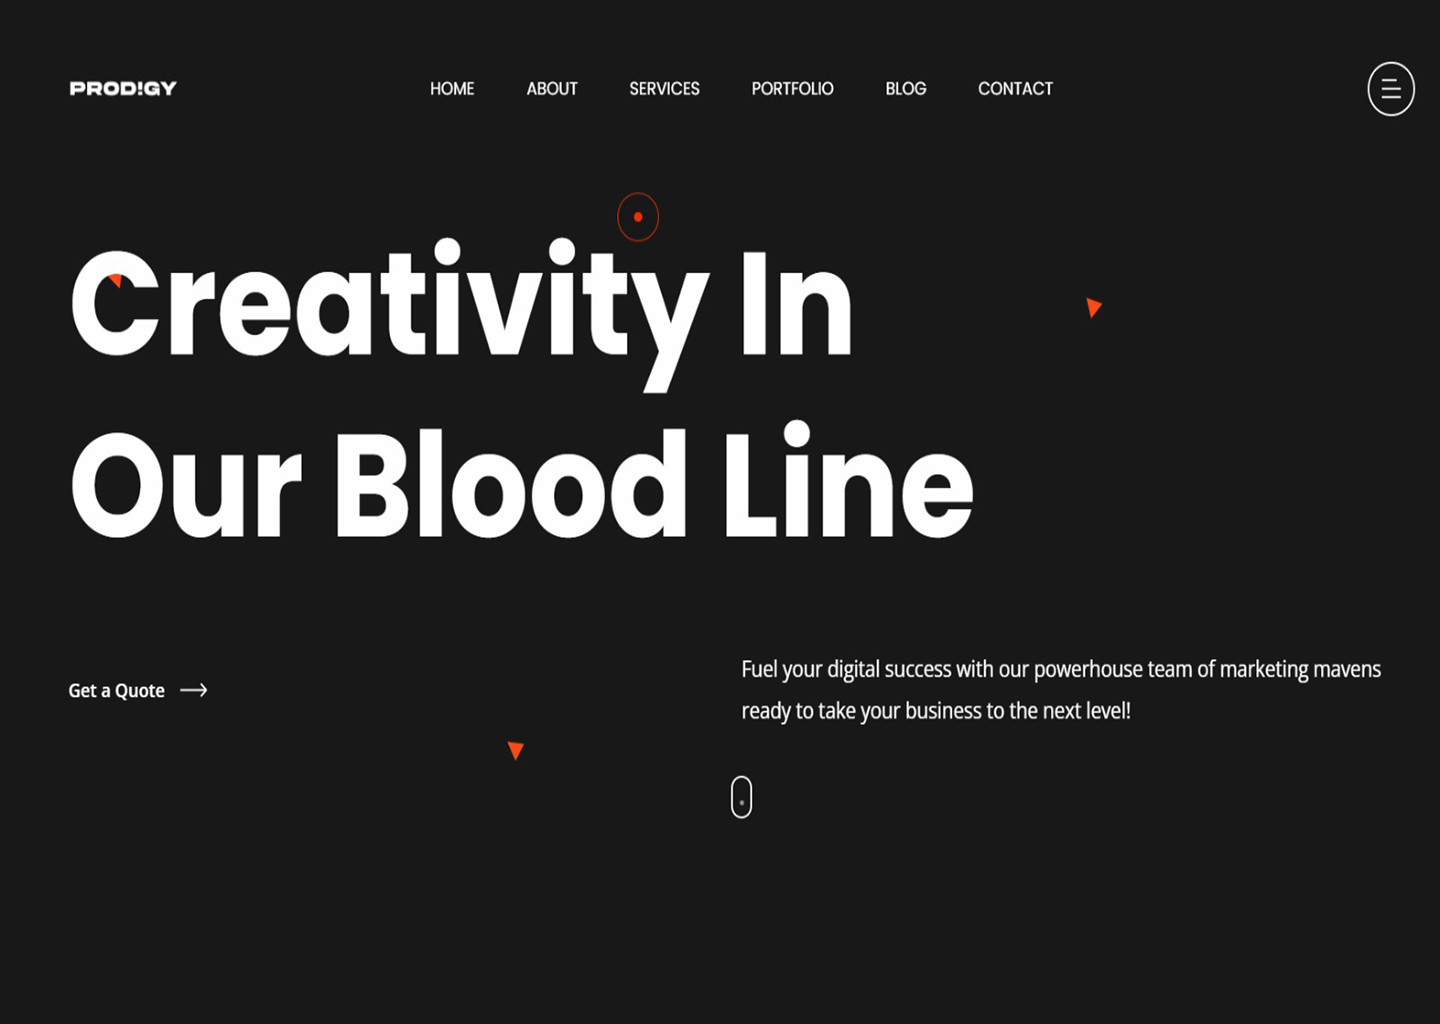 PROD!GY
HOME ABOUT SERVICES PORTFOLIO BLOG CONTACT
Creativity In
Our Blood Line
Get a Quote
Fuel your digital success with our powerhouse team of marketing mavens
ready to take your business to the next level!